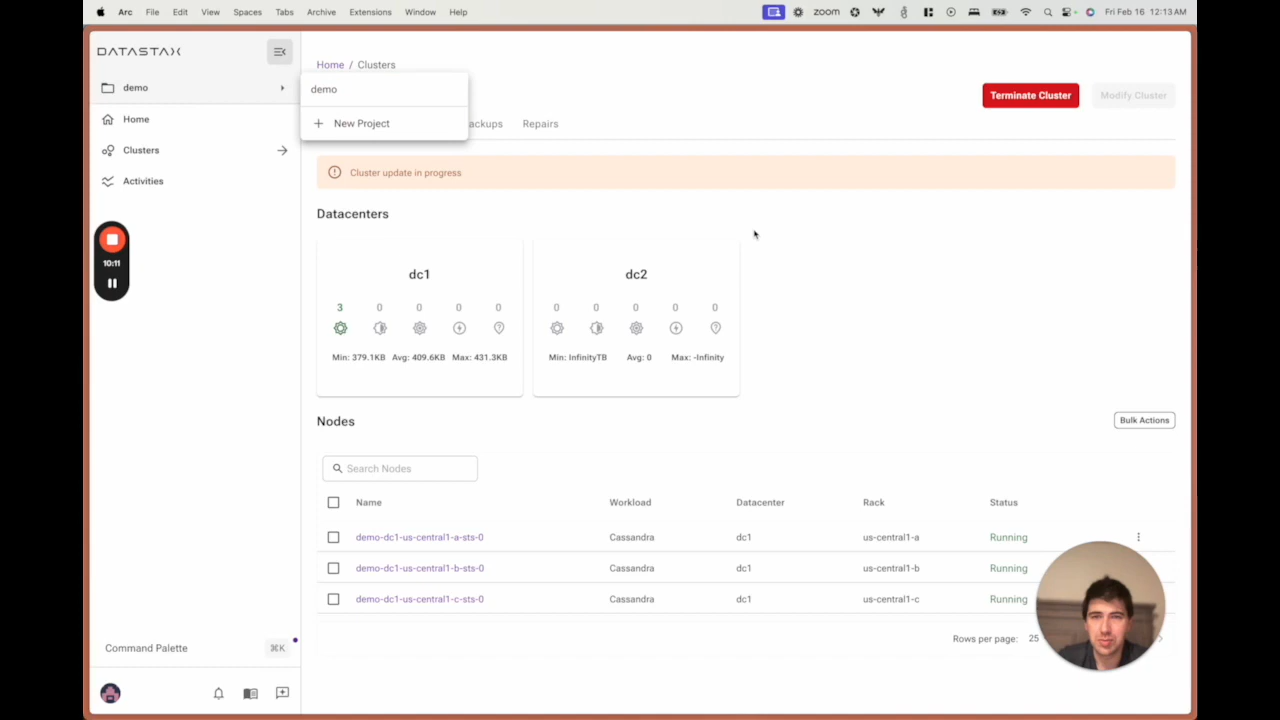 Arc File Edit View Spaces Tabs Archive Extensions Window Help zoom Fri Feb 16 12:13 AM
DATASTAX
demo
Home
Clusters
Activities
10:11
Command Palette ⌘K
Home / Clusters
demo
+ New Project
ackups Repairs
Terminate Cluster Modify Cluster
Cluster update in progress
Datacenters
dc1
3 0 0 0 0
Min: 379.1KB Avg: 409.6KB Max: 431.3KB
dc2
0 0 0 0 0
Min: InfinityTB Avg: 0 Max: -Infinity
Nodes
Bulk Actions
Search Nodes
Name Workload Datacenter Rack Status
demo-dc1-us-central1-a-sts-0 Cassandra dc1 us-central1-a Running
demo-dc1-us-central1-b-sts-0 Cassandra dc1 us-central1-b Running
demo-dc1-us-central1-c-sts-0 Cassandra dc1 us-central1-c Running
Rows per page: 25